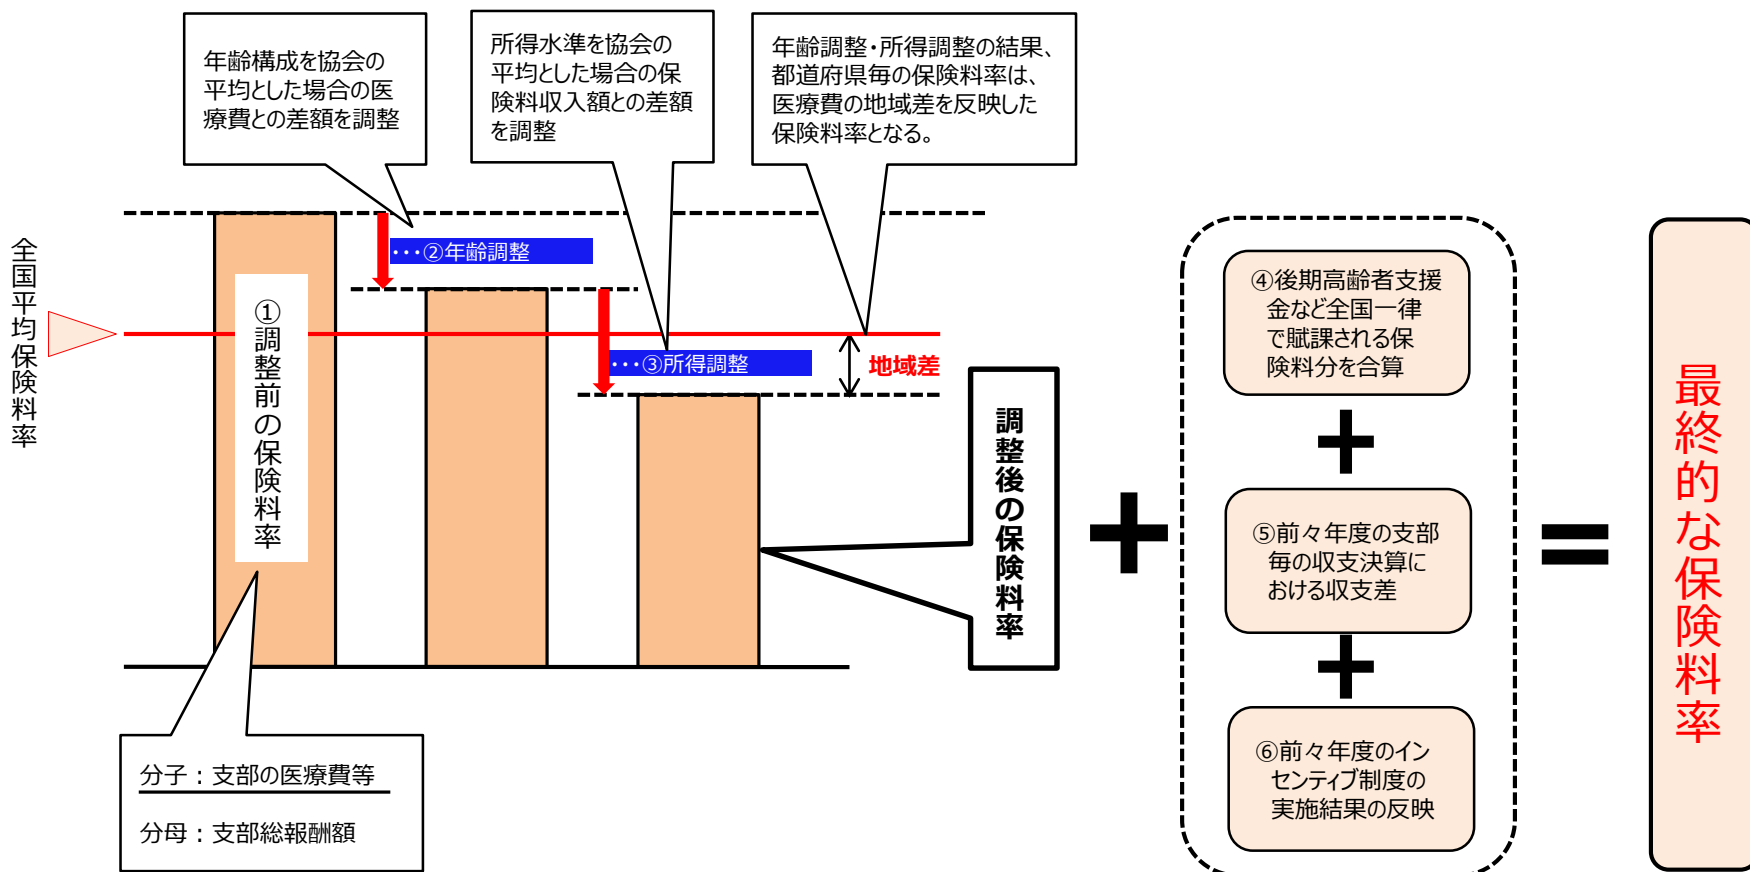 年齢構成を協会の
平均とした場合の医
療費との差額を調整
所得水準を協会の
平均とした場合の保
険料収入額との差額
を調整
年齢調整・所得調整の結果、
都道府県毎の保険料率は、
医療費の地域差を反映した
保険料率となる。
全国平均保険料率
①調整前の保険料率
・・・②年齢調整
・・・③所得調整
地域差
調整後の保険料率
分子：支部の医療費等
分母：支部総報酬額
④後期高齢者支援
金など全国一律
で賦課される保
険料分を合算
+
⑤前々年度の支部
毎の収支決算に
おける収支差
+
⑥前々年度のイン
センティブ制度の
実施結果の反映
+
=
最終的な保険料率